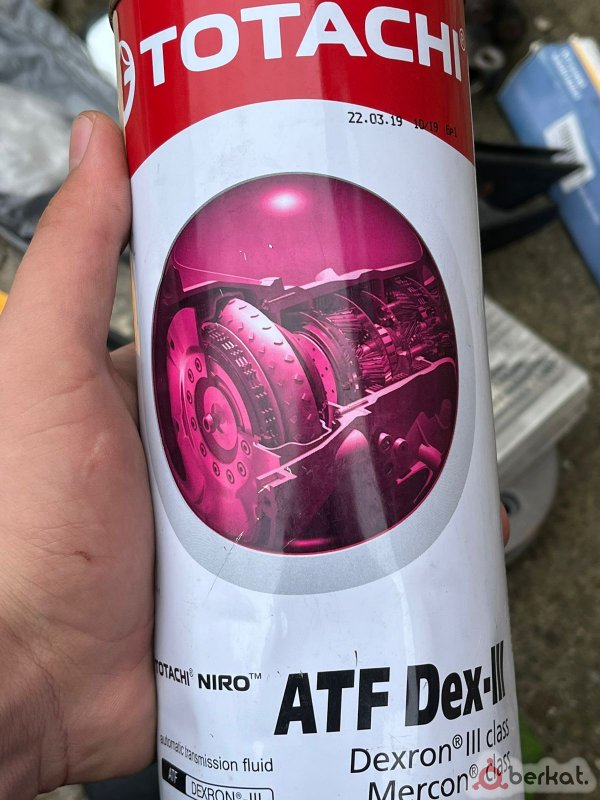 TOTACHI®
22.03.19 10/19
TOTACHI® NIRO™
ATF Dex-III
automatic transmission fluid
Dexron® III class
Mercon® class
ATF DEXRON®-III
berkat.